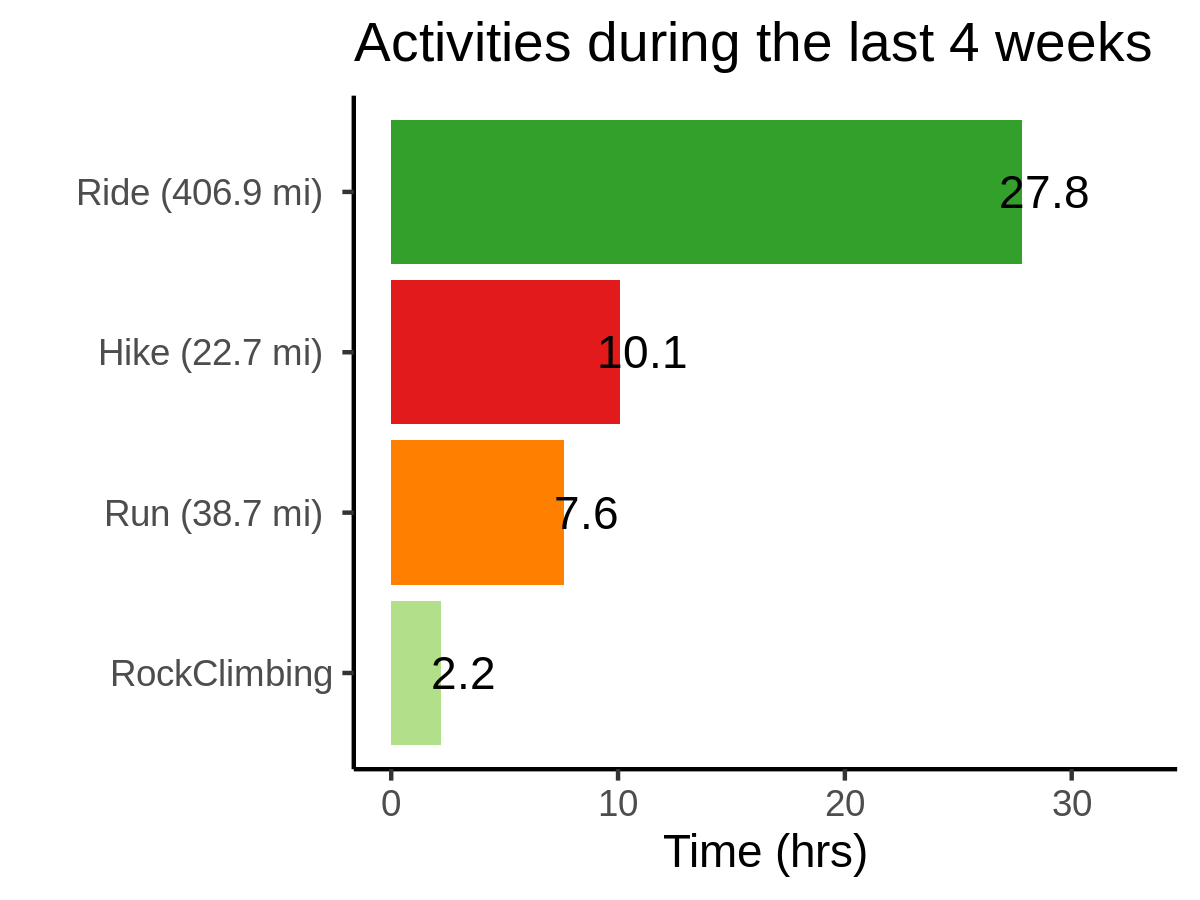 Activities during the last 4 weeks
Ride (406.9 mi)
27.8
Hike (22.7 mi)
10.1
Run (38.7 mi)
7.6
RockClimbing
2.2
0 10 20 30
Time (hrs)